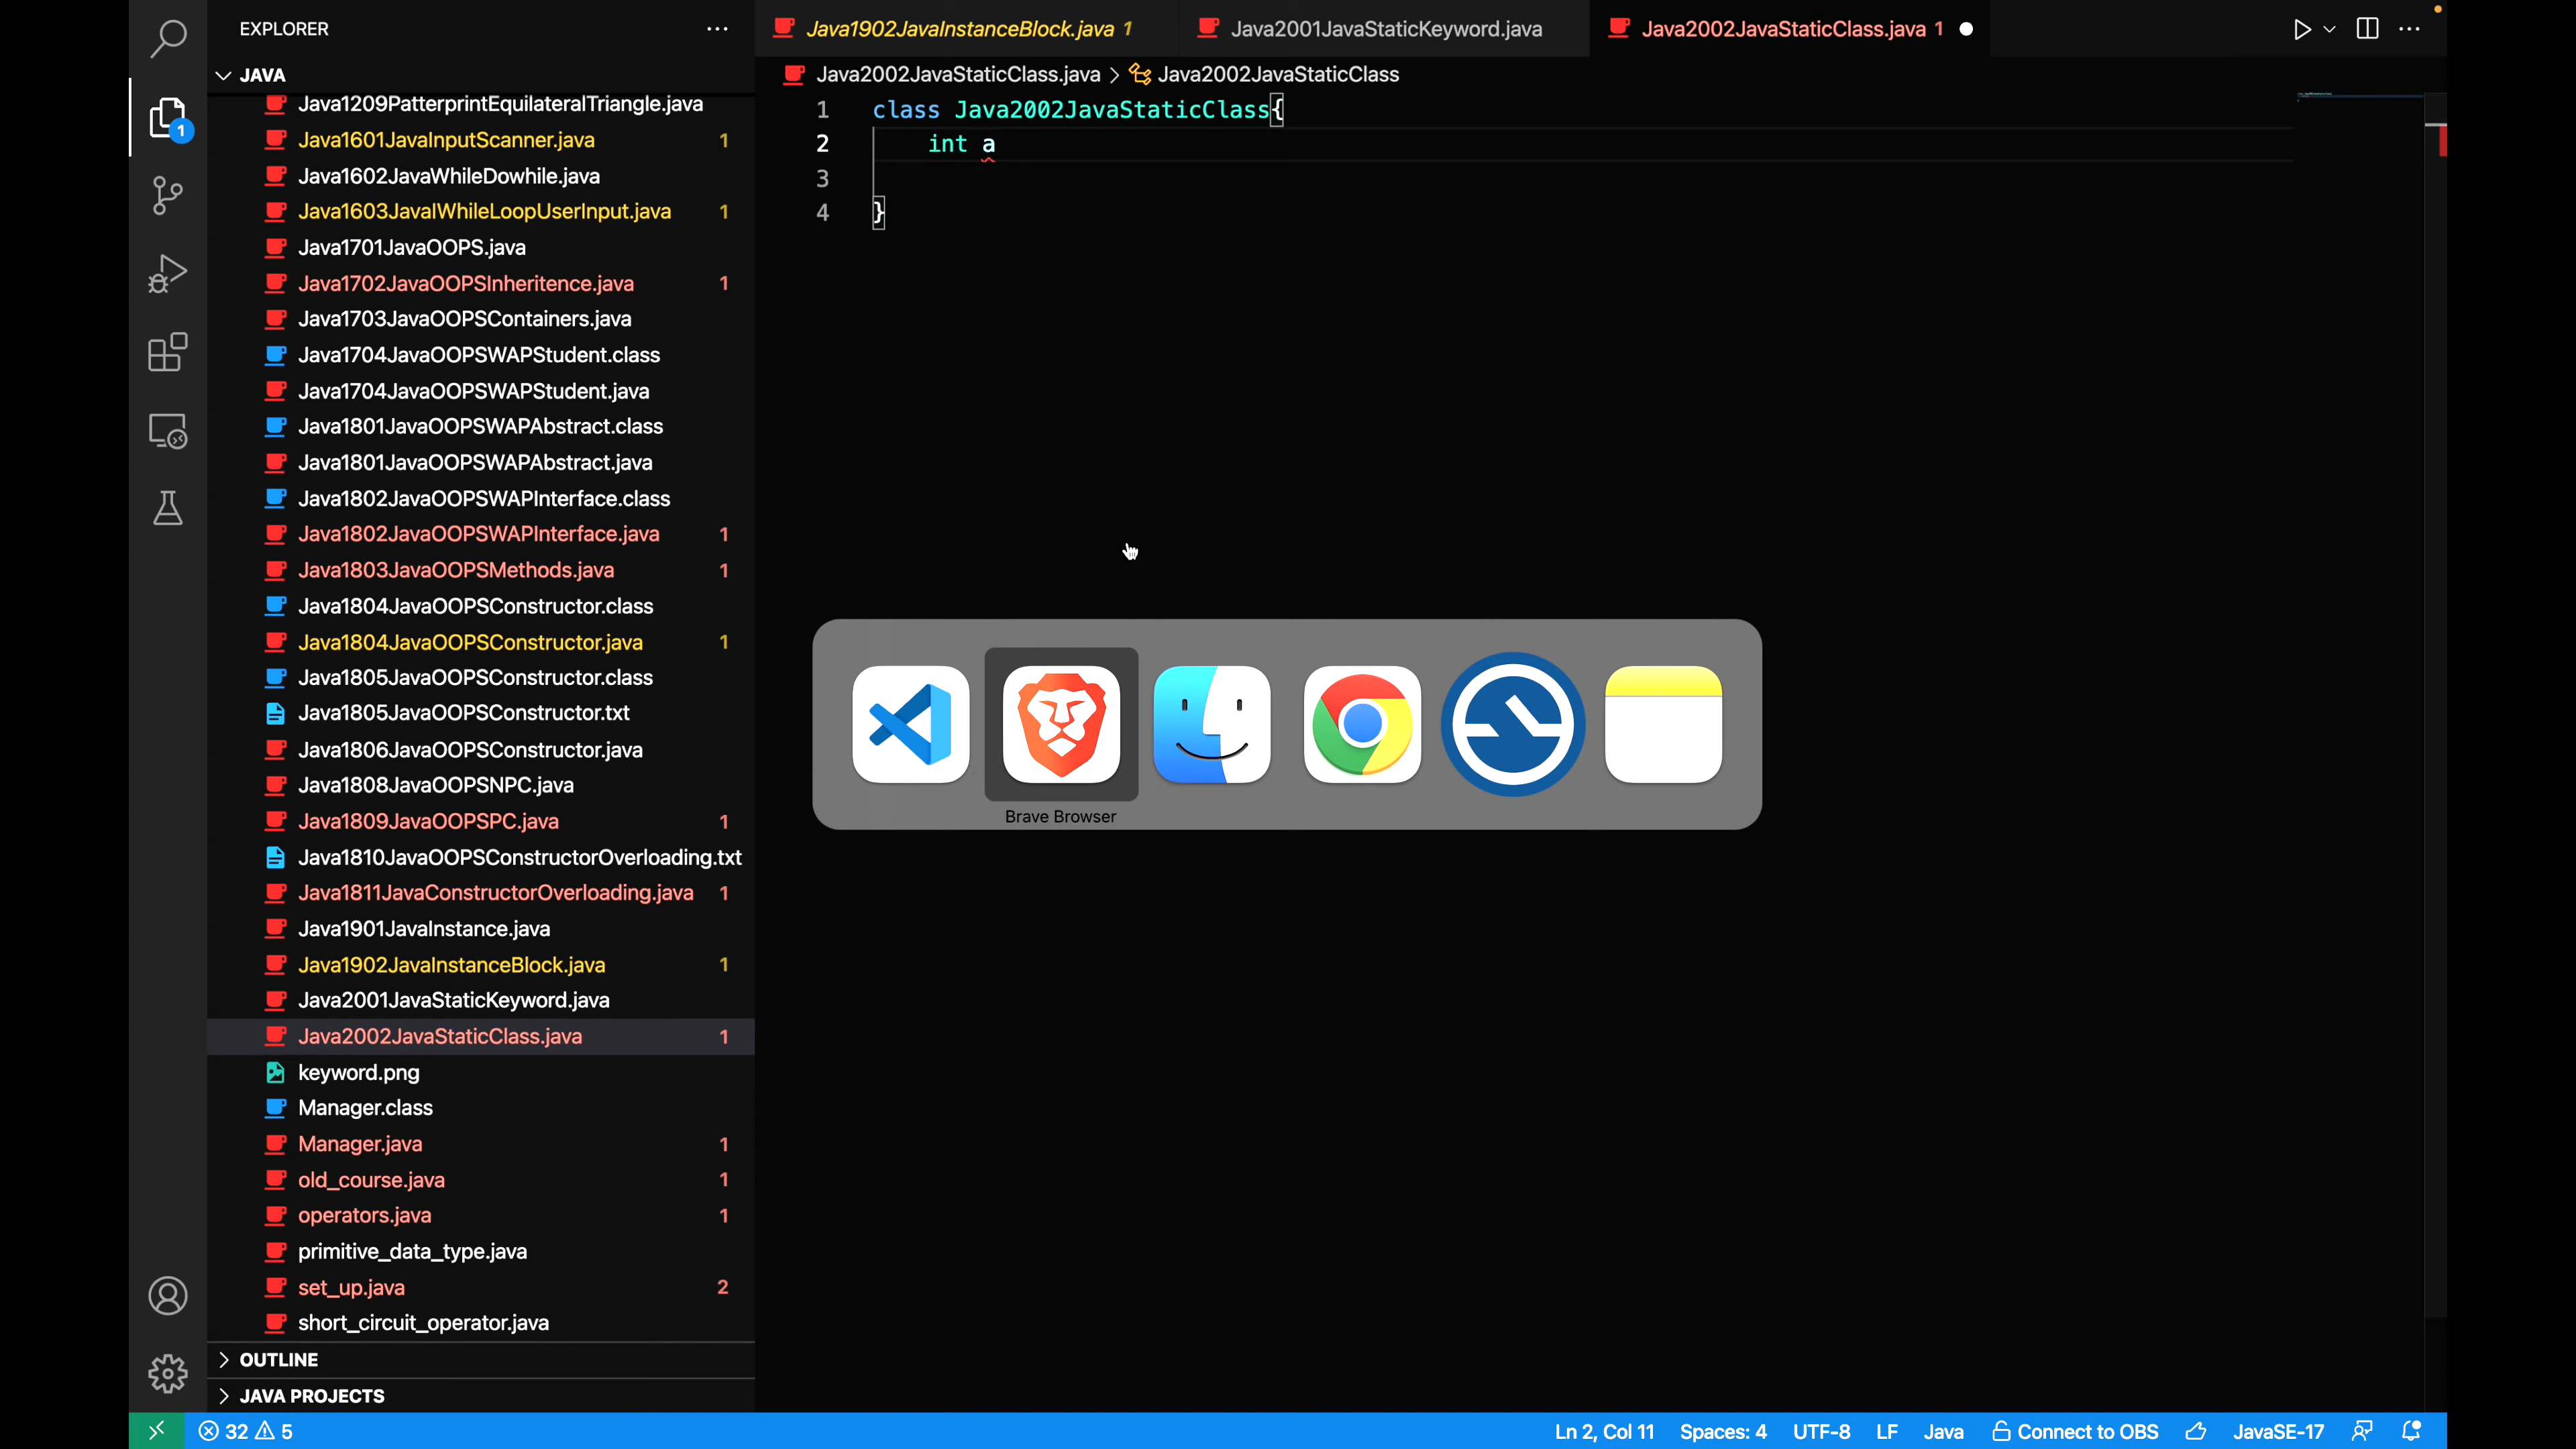 EXPLORER
JAVA
Java1209PatterprintEquilateralTriangle.java
Java1601JavaInputScanner.java 1
Java1602JavaWhileDowhile.java
Java1603JavaIWhileLoopUserInput.java 1
Java1701JavaOOPS.java
Java1702JavaOOPSInheritence.java 1
Java1703JavaOOPSContainers.java
Java1704JavaOOPSWAPStudent.class
Java1704JavaOOPSWAPStudent.java
Java1801JavaOOPSWAPAbstract.class
Java1801JavaOOPSWAPAbstract.java
Java1802JavaOOPSWAPInterface.class
Java1802JavaOOPSWAPInterface.java 1
Java1803JavaOOPSMethods.java 1
Java1804JavaOOPSConstructor.class
Java1804JavaOOPSConstructor.java 1
Java1805JavaOOPSConstructor.class
Java1805JavaOOPSConstructor.txt
Java1806JavaOOPSConstructor.java
Java1808JavaOOPSNPC.java
Java1809JavaOOPSPC.java 1
Java1810JavaOOPSConstructorOverloading.txt
Java1811JavaConstructorOverloading.java 1
Java1901JavaInstance.java
Java1902JavaInstanceBlock.java 1
Java2001JavaStaticKeyword.java
Java2002JavaStaticClass.java 1
keyword.png
Manager.class
Manager.java 1
old_course.java 1
operators.java 1
primitive_data_type.java
set_up.java 2
short_circuit_operator.java
OUTLINE
JAVA PROJECTS
1
Java1902JavaInstanceBlock.java 1
Java2001JavaStaticKeyword.java
Java2002JavaStaticClass.java 1
Java2002JavaStaticClass.java > Java2002JavaStaticClass
1 class Java2002JavaStaticClass{
2 int a
3
4 }
Brave Browser
32 5
Ln 2, Col 11 Spaces: 4 UTF-8 LF Java Connect to OBS JavaSE-17